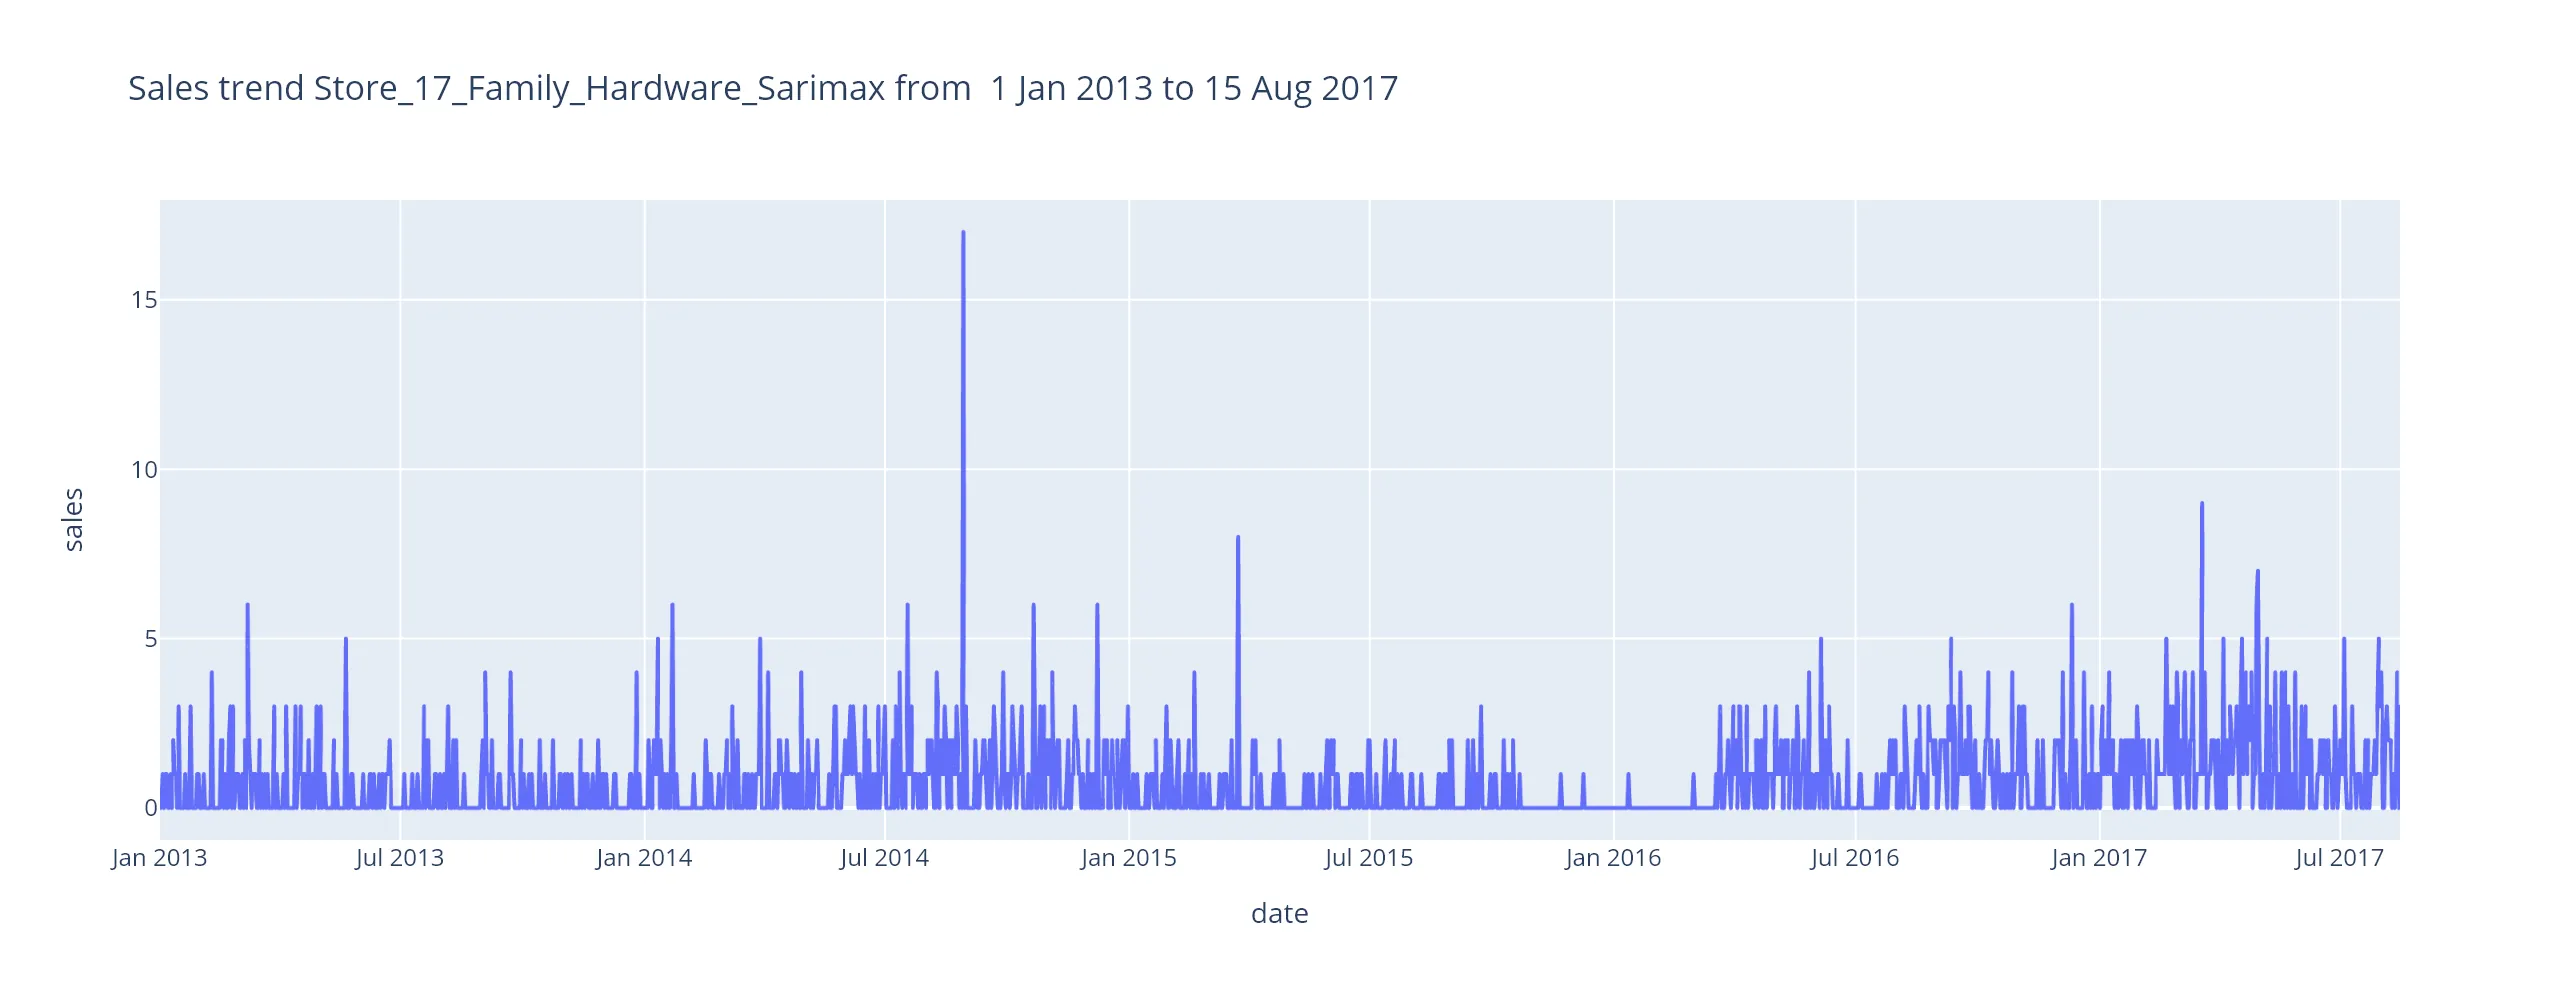 Sales trend Store_17_Family_Hardware_Sarimax from  1 Jan 2013 to 15 Aug 2017
15
10
5
0
sales
Jan 2013
Jul 2013
Jan 2014
Jul 2014
Jan 2015
Jul 2015
Jan 2016
Jul 2016
Jan 2017
Jul 2017
date